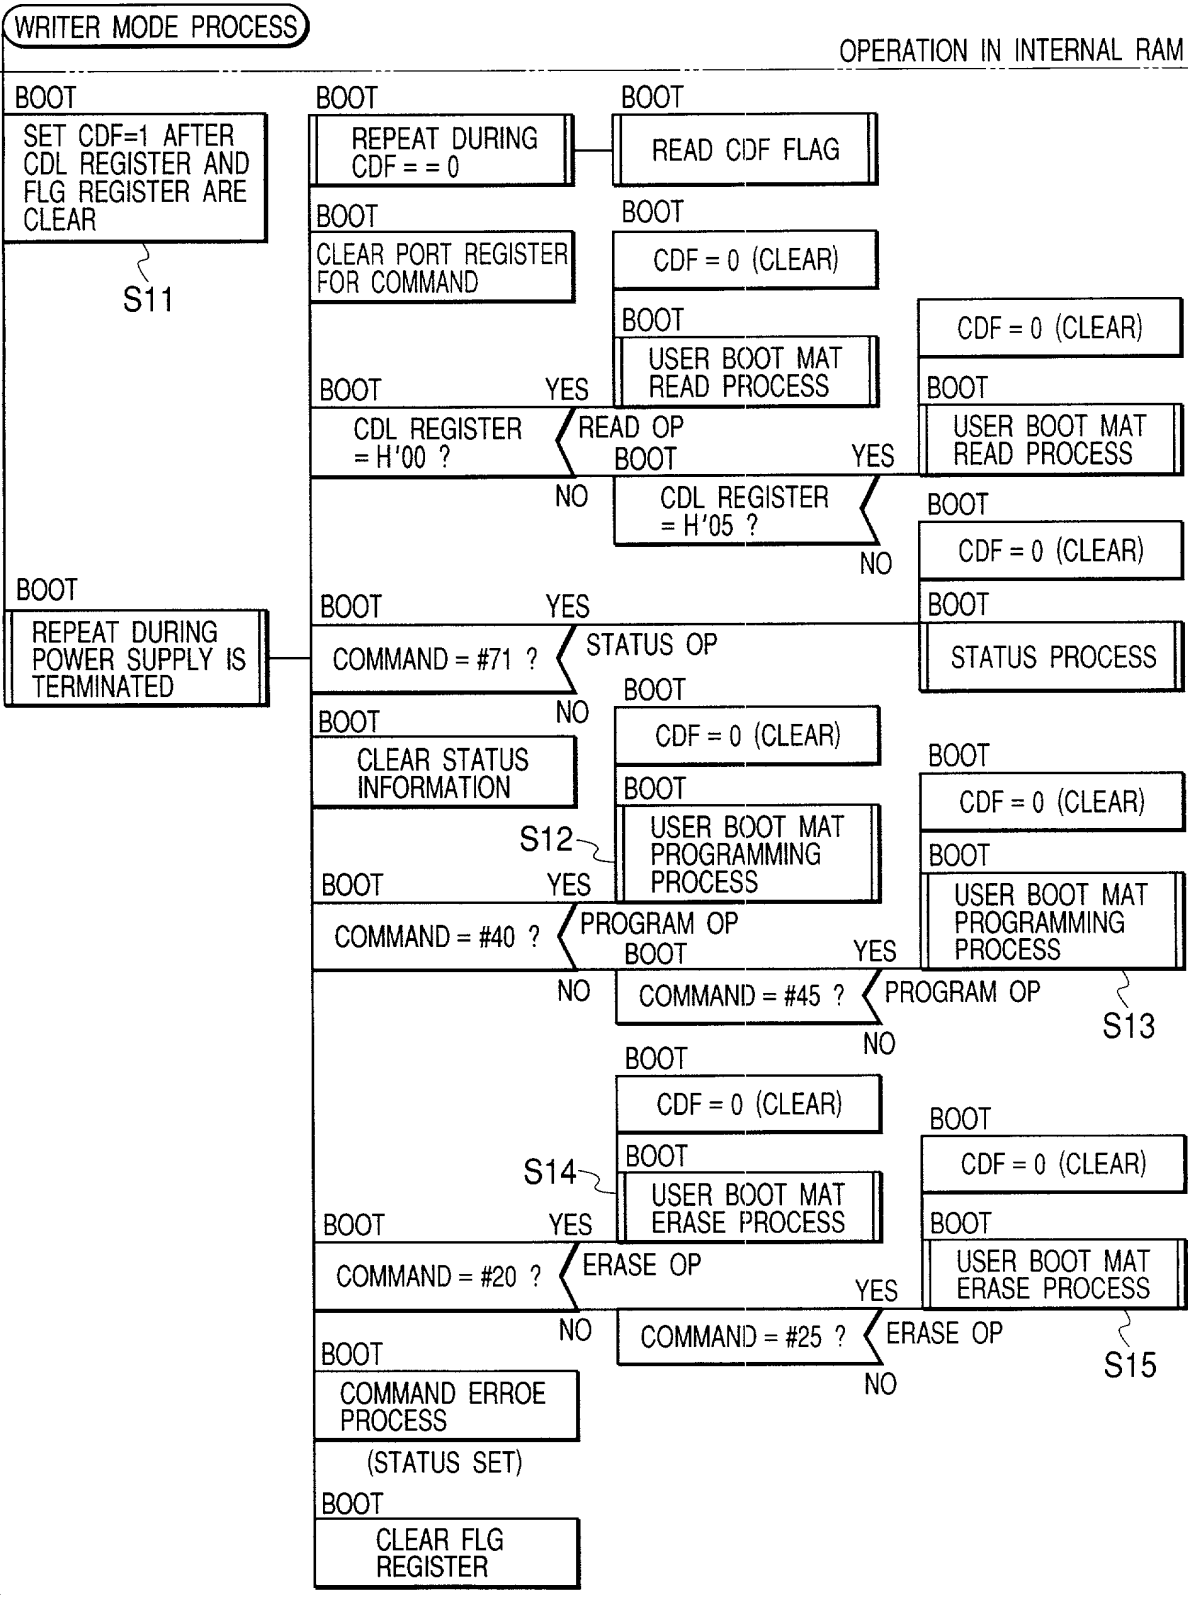 WRITER MODE PROCESS
OPERATION IN INTERNAL RAM
BOOT
SET CDF=1 AFTER
CDL REGISTER AND
FLG REGISTER ARE
CLEAR
S11
BOOT
REPEAT DURING
POWER SUPPLY IS
TERMINATED
BOOT
REPEAT DURING
CDF = = 0
BOOT
READ CDF FLAG
BOOT
CLEAR PORT REGISTER
FOR COMMAND
BOOT
CDF = 0 (CLEAR)
BOOT
USER BOOT MAT
READ PROCESS
BOOT
YES
CDL REGISTER
= H'00 ?
READ OP
NO
BOOT
YES
CDL REGISTER
= H'05 ?
NO
CDF = 0 (CLEAR)
BOOT
USER BOOT MAT
READ PROCESS
BOOT
CDF = 0 (CLEAR)
BOOT
STATUS PROCESS
BOOT
YES
COMMAND = #71 ?
STATUS OP
NO
BOOT
CLEAR STATUS
INFORMATION
BOOT
CDF = 0 (CLEAR)
BOOT
S12
USER BOOT MAT
PROGRAMMING
PROCESS
BOOT
YES
COMMAND = #40 ?
PROGRAM OP
NO
BOOT
YES
COMMAND = #45 ?
PROGRAM OP
NO
BOOT
CDF = 0 (CLEAR)
BOOT
USER BOOT MAT
PROGRAMMING
PROCESS
S13
BOOT
CDF = 0 (CLEAR)
BOOT
S14
USER BOOT MAT
ERASE PROCESS
BOOT
YES
COMMAND = #20 ?
ERASE OP
NO
YES
COMMAND = #25 ?
ERASE OP
NO
BOOT
CDF = 0 (CLEAR)
BOOT
USER BOOT MAT
ERASE PROCESS
S15
BOOT
COMMAND ERROE
PROCESS
(STATUS SET)
BOOT
CLEAR FLG
REGISTER